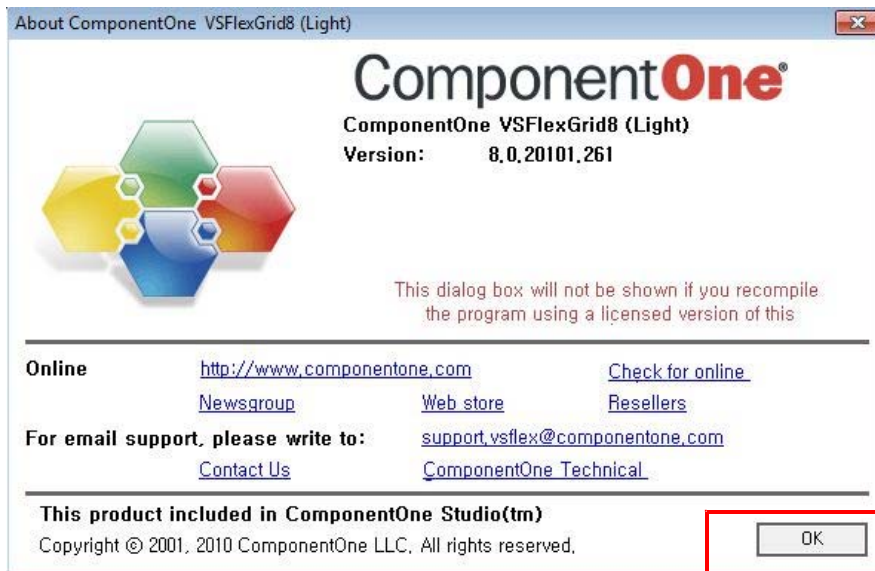 About ComponentOne VSFlexGrid8 (Light)
ComponentOne®
ComponentOne VSFlexGrid8 (Light)
Version: 8,0,20101,261
This dialog box will not be shown if you recompile
the program using a licensed version of this
Online http://www,componentone,com Check for online
Newsgroup Web store Resellers
For email support, please write to: support,vsflex@componentone,com
Contact Us ComponentOne Technical
This product included in ComponentOne Studio(tm)
Copyright © 2001, 2010 ComponentOne LLC, All rights reserved,
OK